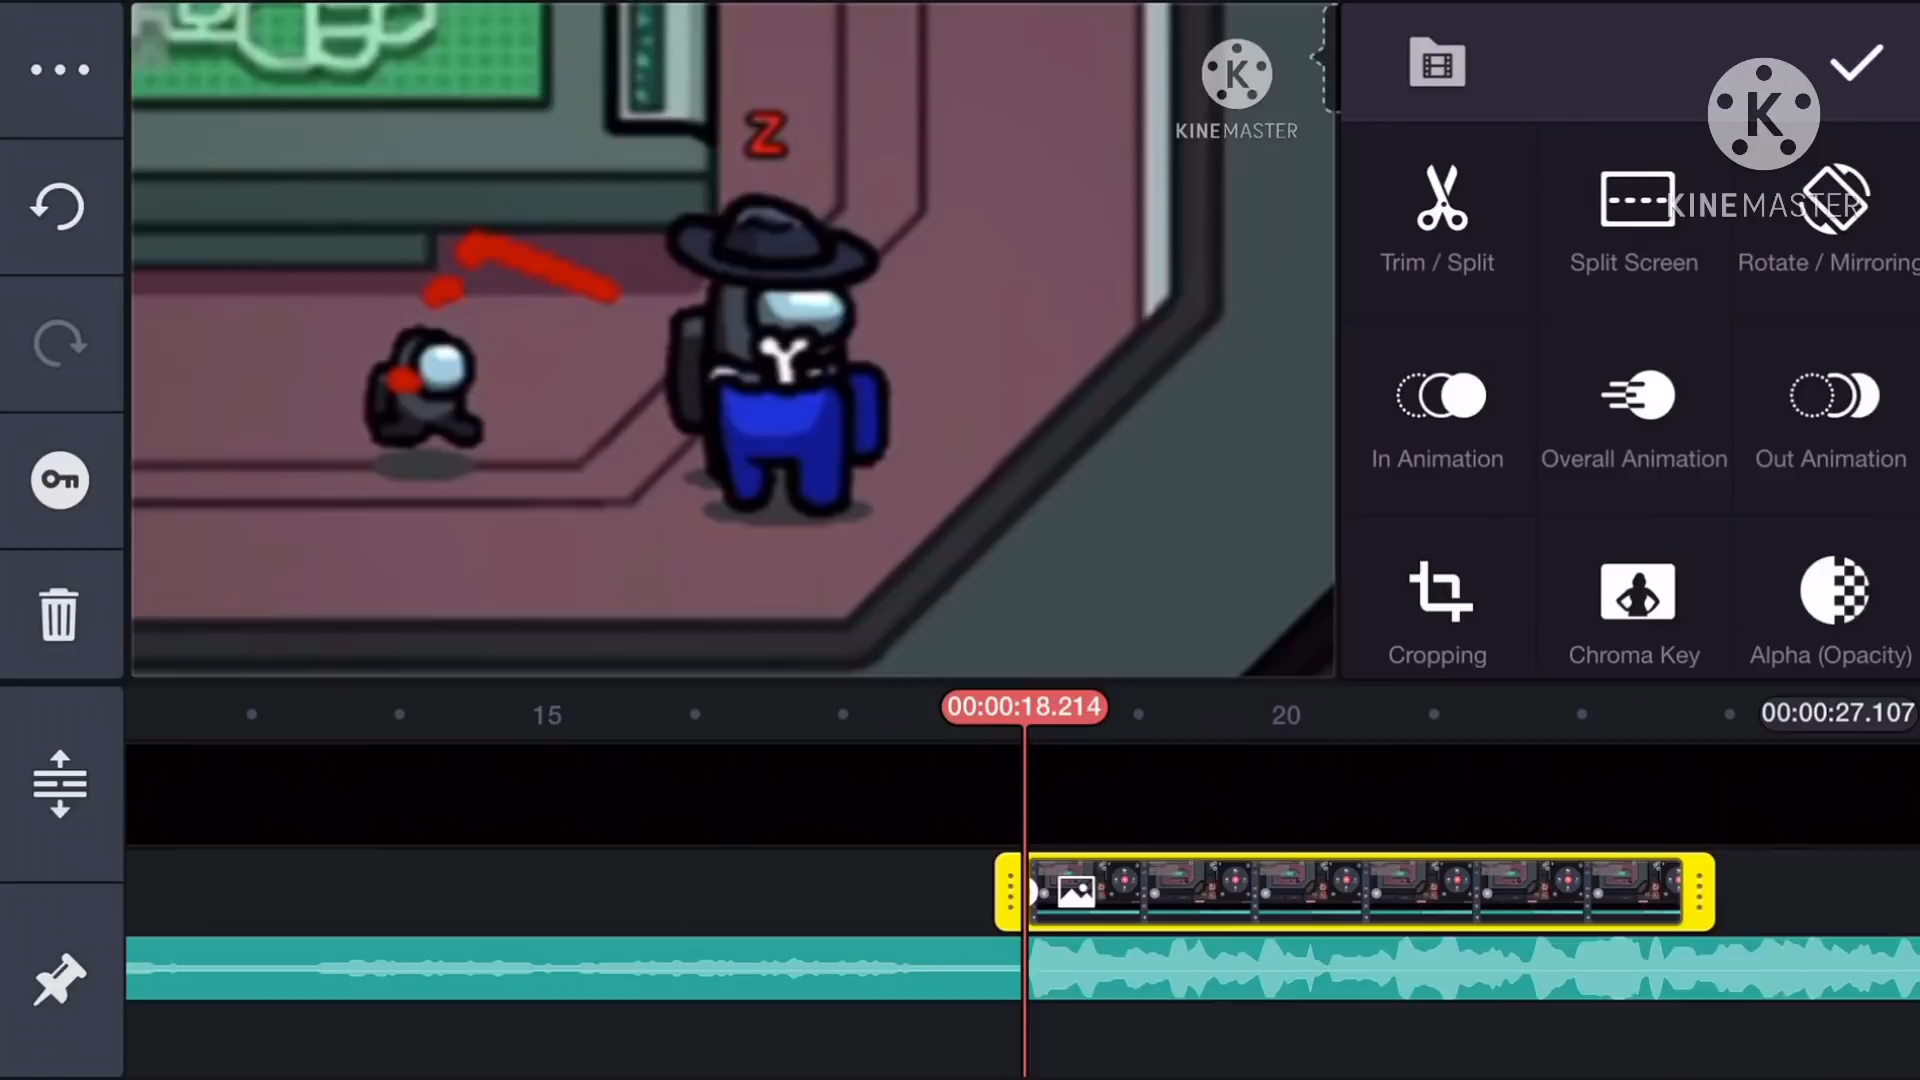 Z
KINEMASTER
K
K
KINEMASTER
Trim / Split
Split Screen
Rotate / Mirroring
In Animation
Overall Animation
Out Animation
Cropping
Chroma Key
Alpha (Opacity)
15
00:00:18.214
20
00:00:27.107